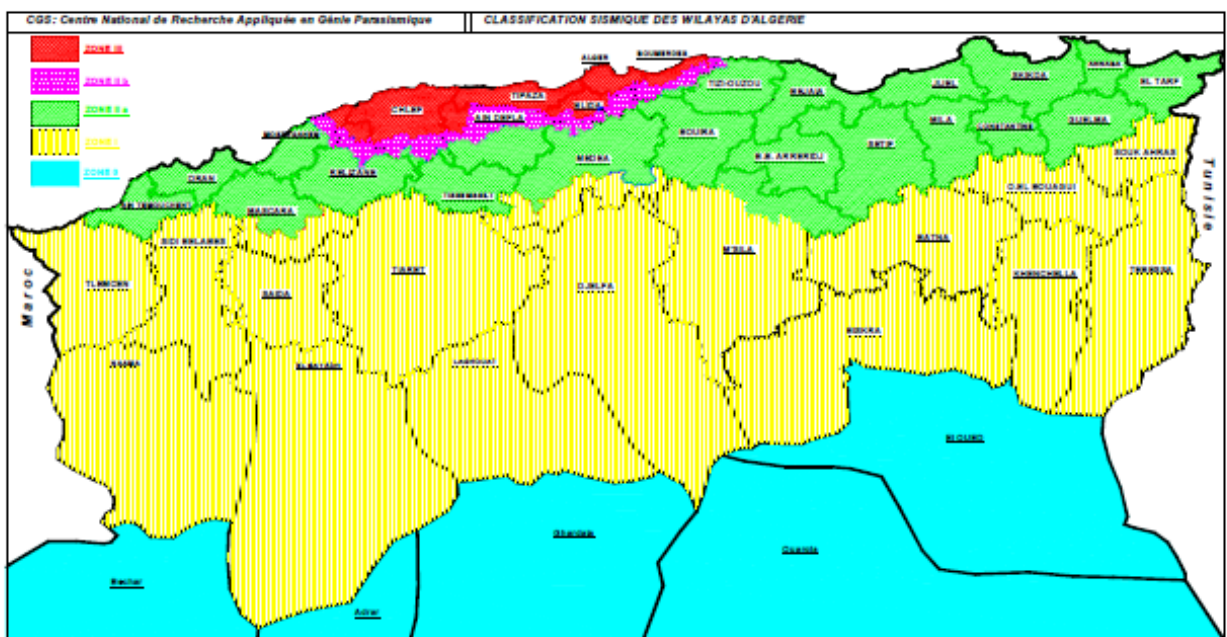 CGS: Centre National de Recherche Appliquée en Génie Parasismique
CLASSIFICATION SISMIQUE DES WILAYAS D'ALGERIE
ZONE III
ZONE II b
ZONE II a
ZONE I
ZONE 0
ALGER
BOUMERDES
TIPAZA
BLIDA
CHLEF
AIN DEFLA
TIZI-OUZOU
BEJAIA
JIJEL
SKIKDA
ANNABA
EL TARF
MILA
CONSTANTINE
GUELMA
SETIF
BOUIRA
B.B. ARRERIDJ
MEDEA
MOSTAGANEM
RELIZANE
ORAN
AIN TEMOUCHENT
MASCARA
TISSEMSILT
SOUK AHRAS
O.EL BOUAGUI
Tunisie
Maroc
SIDI BELABES
TLEMCEN
SAIDA
TIARET
DJELFA
M'SILA
BATNA
KHENCHELLA
TEBESSA
BISKRA
NAAMA
EL BAYADH
LAGHOUAT
El OUED
Ghardaia
Ouargla
Bechar
Adrar